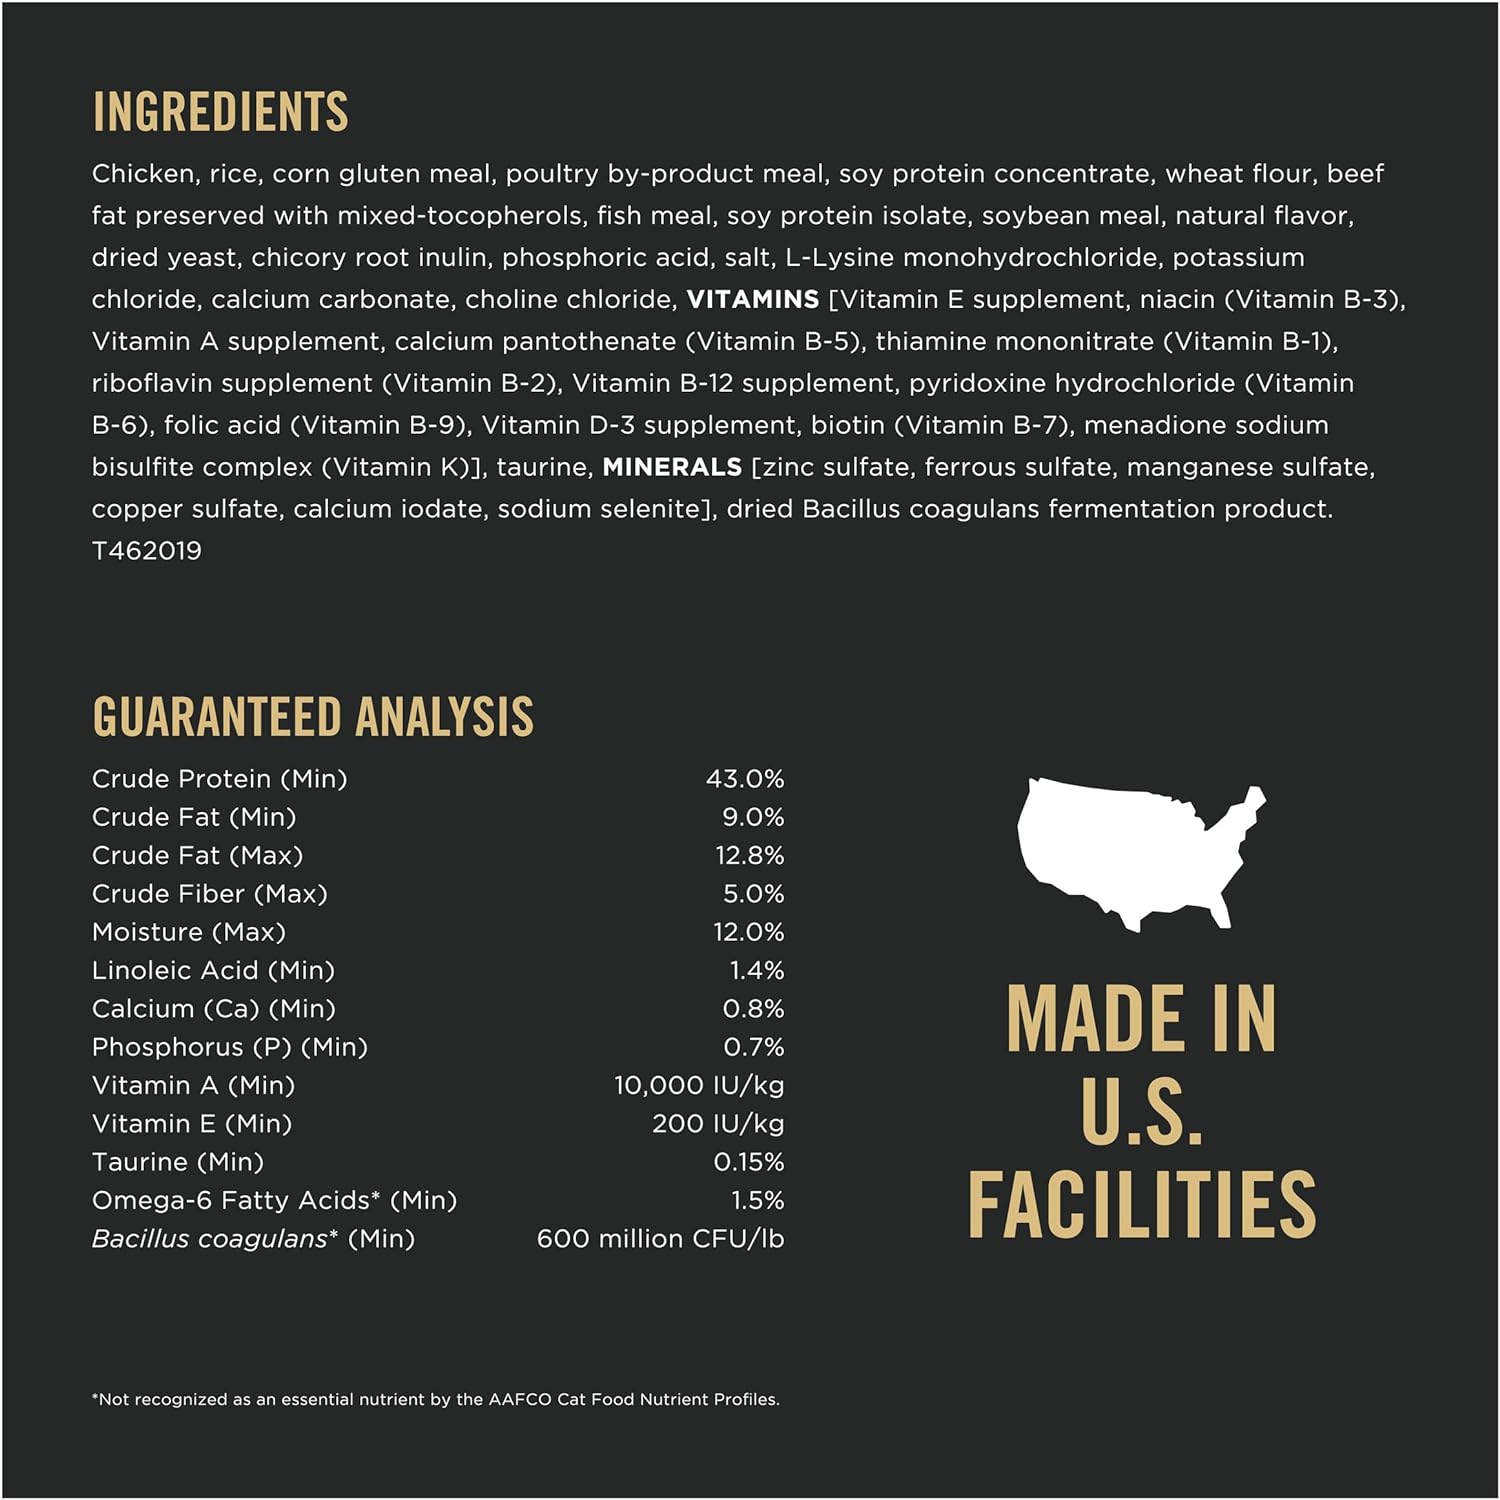 INGREDIENTS
Chicken, rice, corn gluten meal, poultry by-product meal, soy protein concentrate, wheat flour, beef
fat preserved with mixed-tocopherols, fish meal, soy protein isolate, soybean meal, natural flavor,
dried yeast, chicory root inulin, phosphoric acid, salt, L-Lysine monohydrochloride, potassium
chloride, calcium carbonate, choline chloride, VITAMINS [Vitamin E supplement, niacin (Vitamin B-3),
Vitamin A supplement, calcium pantothenate (Vitamin B-5), thiamine mononitrate (Vitamin B-1),
riboflavin supplement (Vitamin B-2), Vitamin B-12 supplement, pyridoxine hydrochloride (Vitamin
B-6), folic acid (Vitamin B-9), Vitamin D-3 supplement, biotin (Vitamin B-7), menadione sodium
bisulfite complex (Vitamin K)], taurine, MINERALS [zinc sulfate, ferrous sulfate, manganese sulfate,
copper sulfate, calcium iodate, sodium selenite], dried Bacillus coagulans fermentation product.
T462019
GUARANTEED ANALYSIS
Crude Protein (Min) 43.0%
Crude Fat (Min) 9.0%
Crude Fat (Max) 12.8%
Crude Fiber (Max) 5.0%
Moisture (Max) 12.0%
Linoleic Acid (Min) 1.4%
Calcium (Ca) (Min) 0.8%
Phosphorus (P) (Min) 0.7%
Vitamin A (Min) 10,000 IU/kg
Vitamin E (Min) 200 IU/kg
Taurine (Min) 0.15%
Omega-6 Fatty Acids* (Min) 1.5%
Bacillus coagulans* (Min) 600 million CFU/lb
MADE IN
U.S.
FACILITIES
*Not recognized as an essential nutrient by the AAFCO Cat Food Nutrient Profiles.